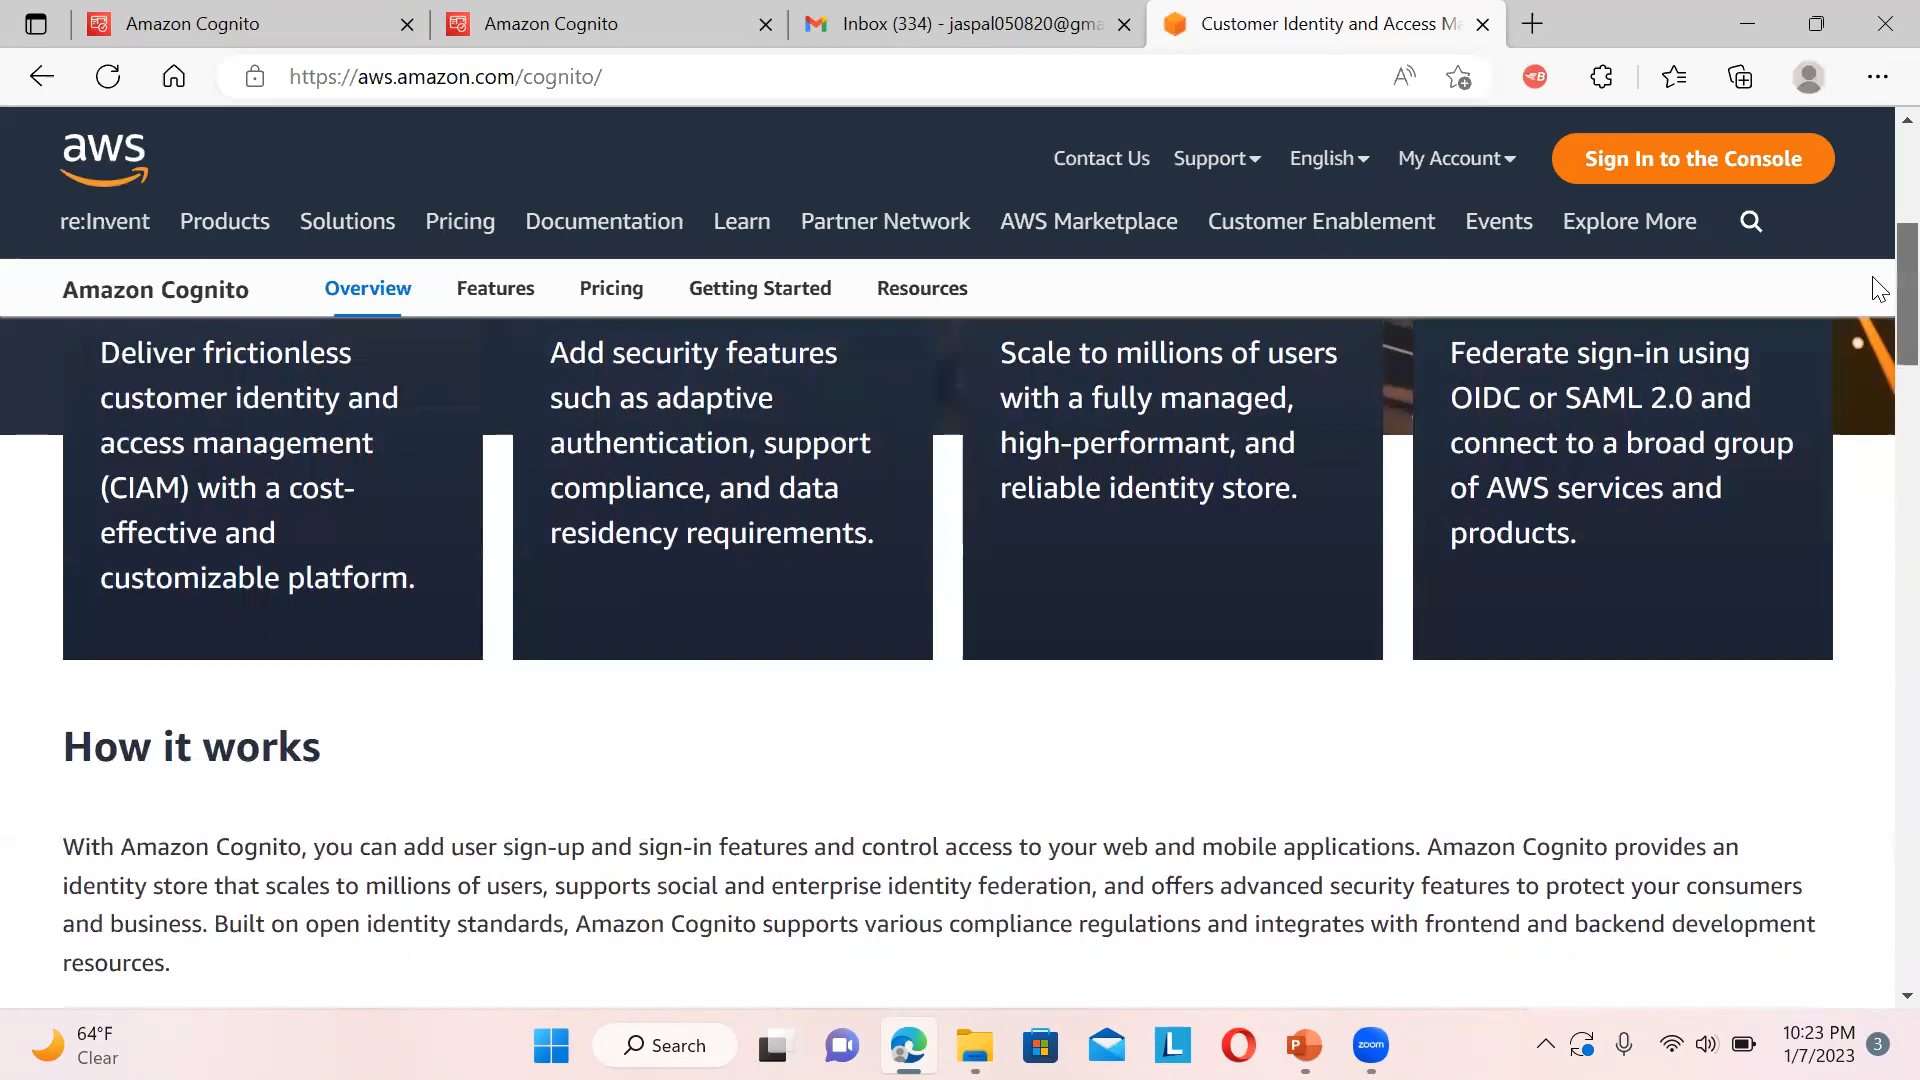 Amazon Cognito
Amazon Cognito
Inbox (334) - jaspal050820@gma
Customer Identity and Access Ma
https://aws.amazon.com/cognito/
aws
Contact Us Support English My Account Sign In to the Console
re:Invent Products Solutions Pricing Documentation Learn Partner Network AWS Marketplace Customer Enablement Events Explore More
Amazon Cognito Overview Features Pricing Getting Started Resources
Deliver frictionless
customer identity and
access management
(CIAM) with a cost-
effective and
customizable platform.
Add security features
such as adaptive
authentication, support
compliance, and data
residency requirements.
Scale to millions of users
with a fully managed,
high-performant, and
reliable identity store.
Federate sign-in using
OIDC or SAML 2.0 and
connect to a broad group
of AWS services and
products.
How it works
With Amazon Cognito, you can add user sign-up and sign-in features and control access to your web and mobile applications. Amazon Cognito provides an
identity store that scales to millions of users, supports social and enterprise identity federation, and offers advanced security features to protect your consumers
and business. Built on open identity standards, Amazon Cognito supports various compliance regulations and integrates with frontend and backend development
resources.
64°F
Clear
Search
L
P
zoom
10:23 PM
1/7/2023
3